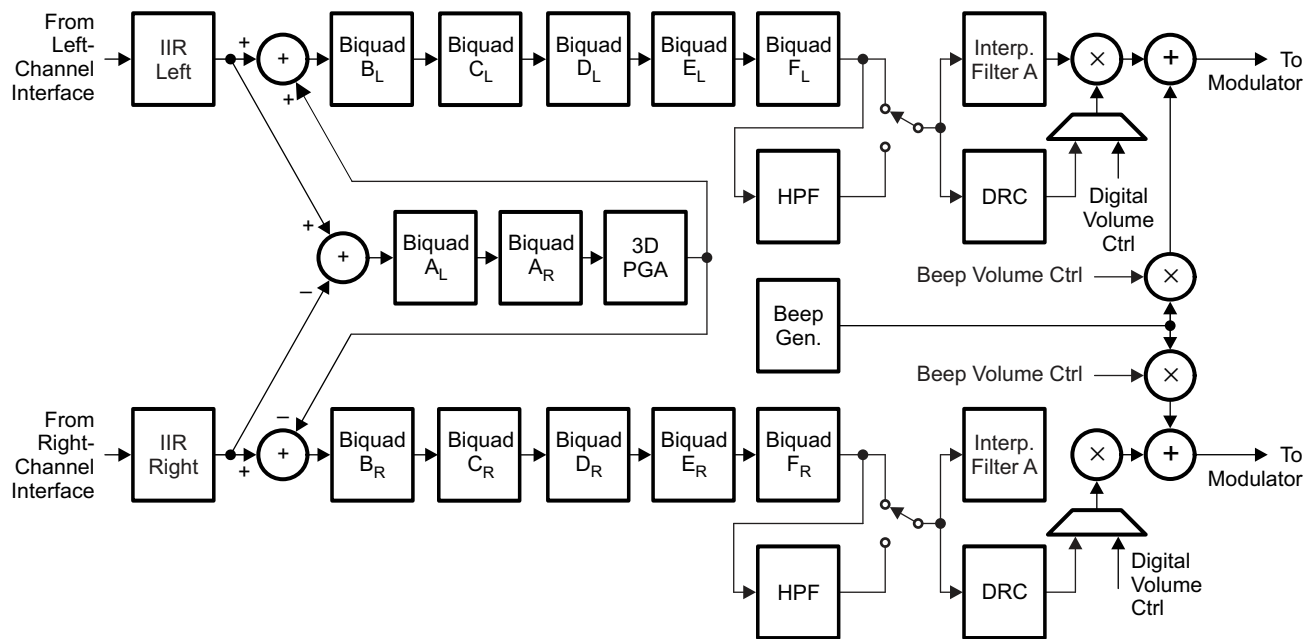 From
Left-
Channel
Interface
IIR
Left
+
+
+
Biquad
BL
Biquad
CL
Biquad
DL
Biquad
EL
Biquad
FL
Interp.
Filter A
×
+
To
Modulator
HPF
DRC
Digital
Volume
Ctrl
+
−
+
Biquad
AL
Biquad
AR
3D
PGA
Beep
Gen.
Beep Volume Ctrl
×
Beep Volume Ctrl
×
From
Right-
Channel
Interface
IIR
Right
−
+
+
Biquad
BR
Biquad
CR
Biquad
DR
Biquad
ER
Biquad
FR
Interp.
Filter A
×
+
To
Modulator
HPF
DRC
Digital
Volume
Ctrl